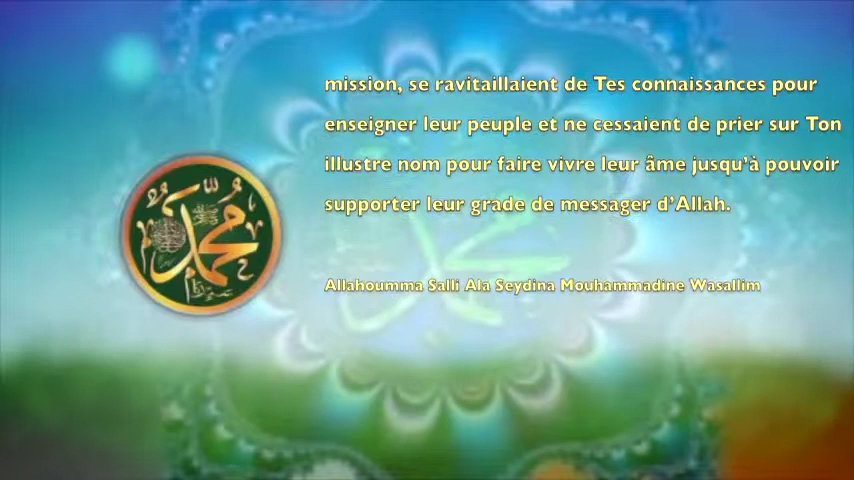 محمد
mission, se ravitaillaient de Tes connaissances pour
enseigner leur peuple et ne cessaient de prier sur Ton
illustre nom pour faire vivre leur âme jusqu'à pouvoir
supporter leur grade de messager d'Allah.
Allahoumma Salli Ala Seydina Mouhammadine Wasallim